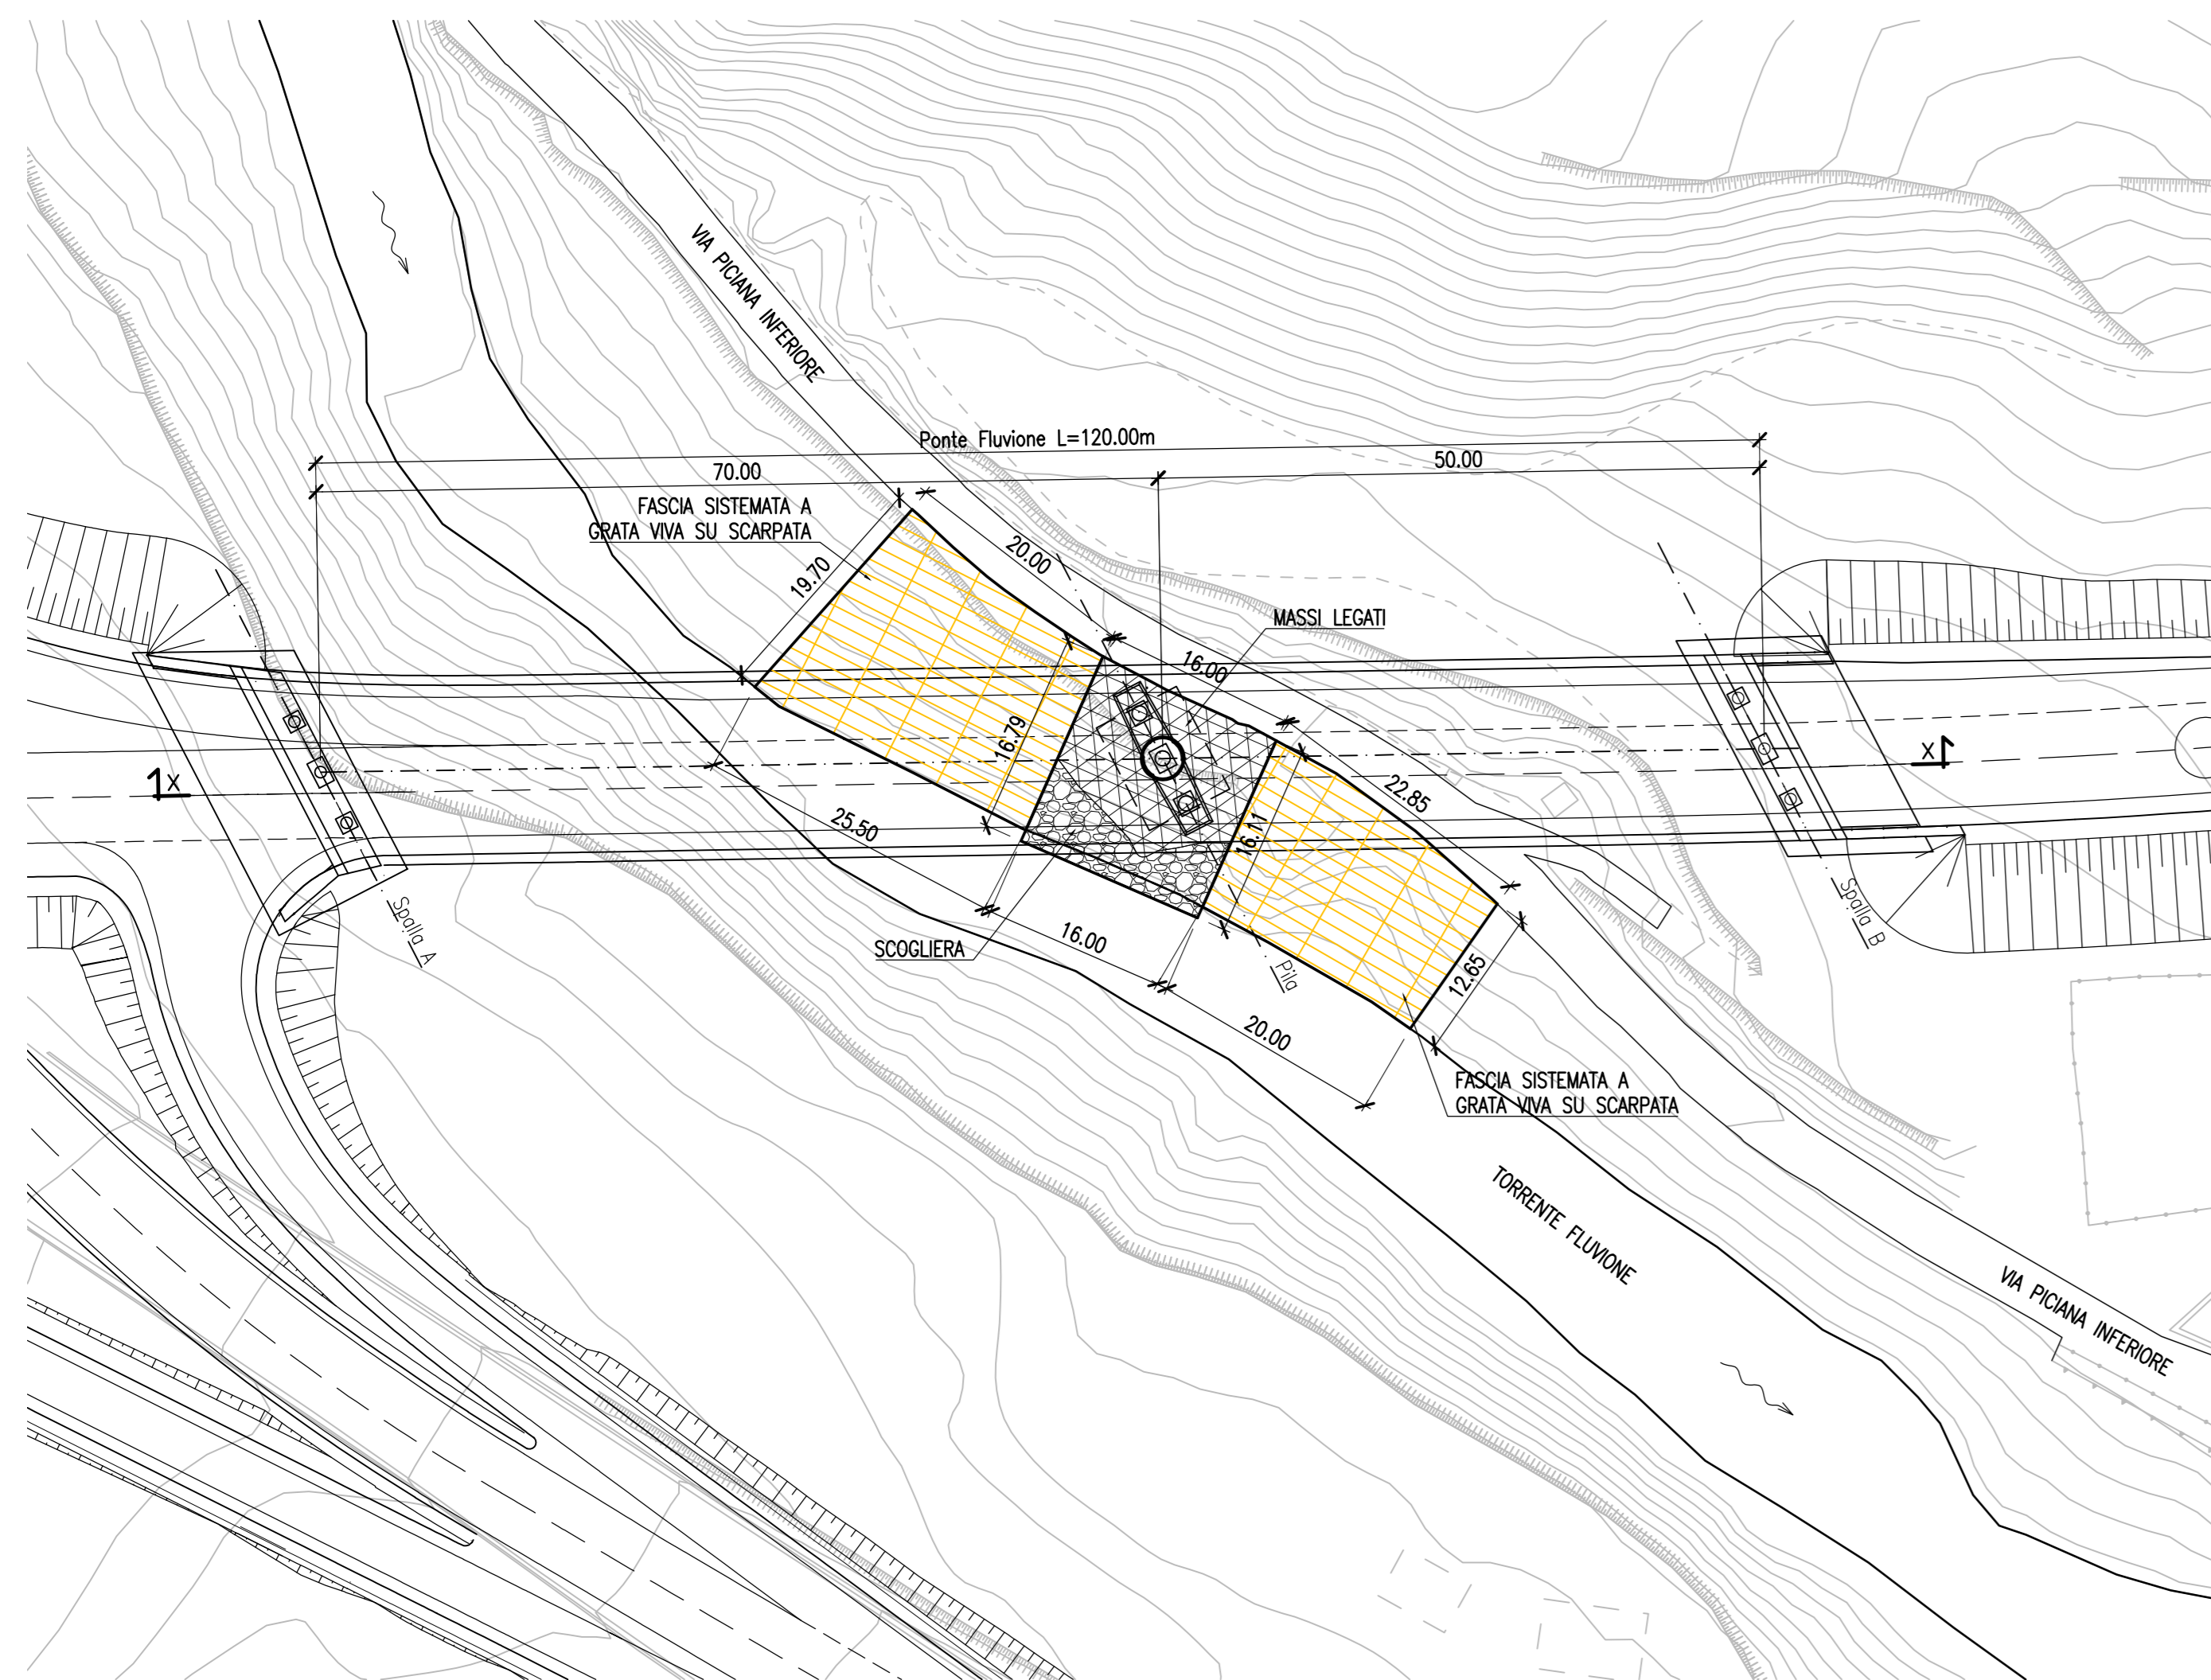 VIA PICIANA INFERIORE
Ponte Fluvione L=120.00m
70.00
50.00
FASCIA SISTEMATA A
GRATA VIVA SU SCARPATA
19.70
20.00
MASSI LEGATI
16.00
16.79
22.85
25.50
16.11
X
X
Spalla A
Spalla B
SCOGLIERA
16.00
Pila
12.65
20.00
FASCIA SISTEMATA A
GRATA VIVA SU SCARPATA
TORRENTE FLUVIONE
VIA PICIANA INFERIORE